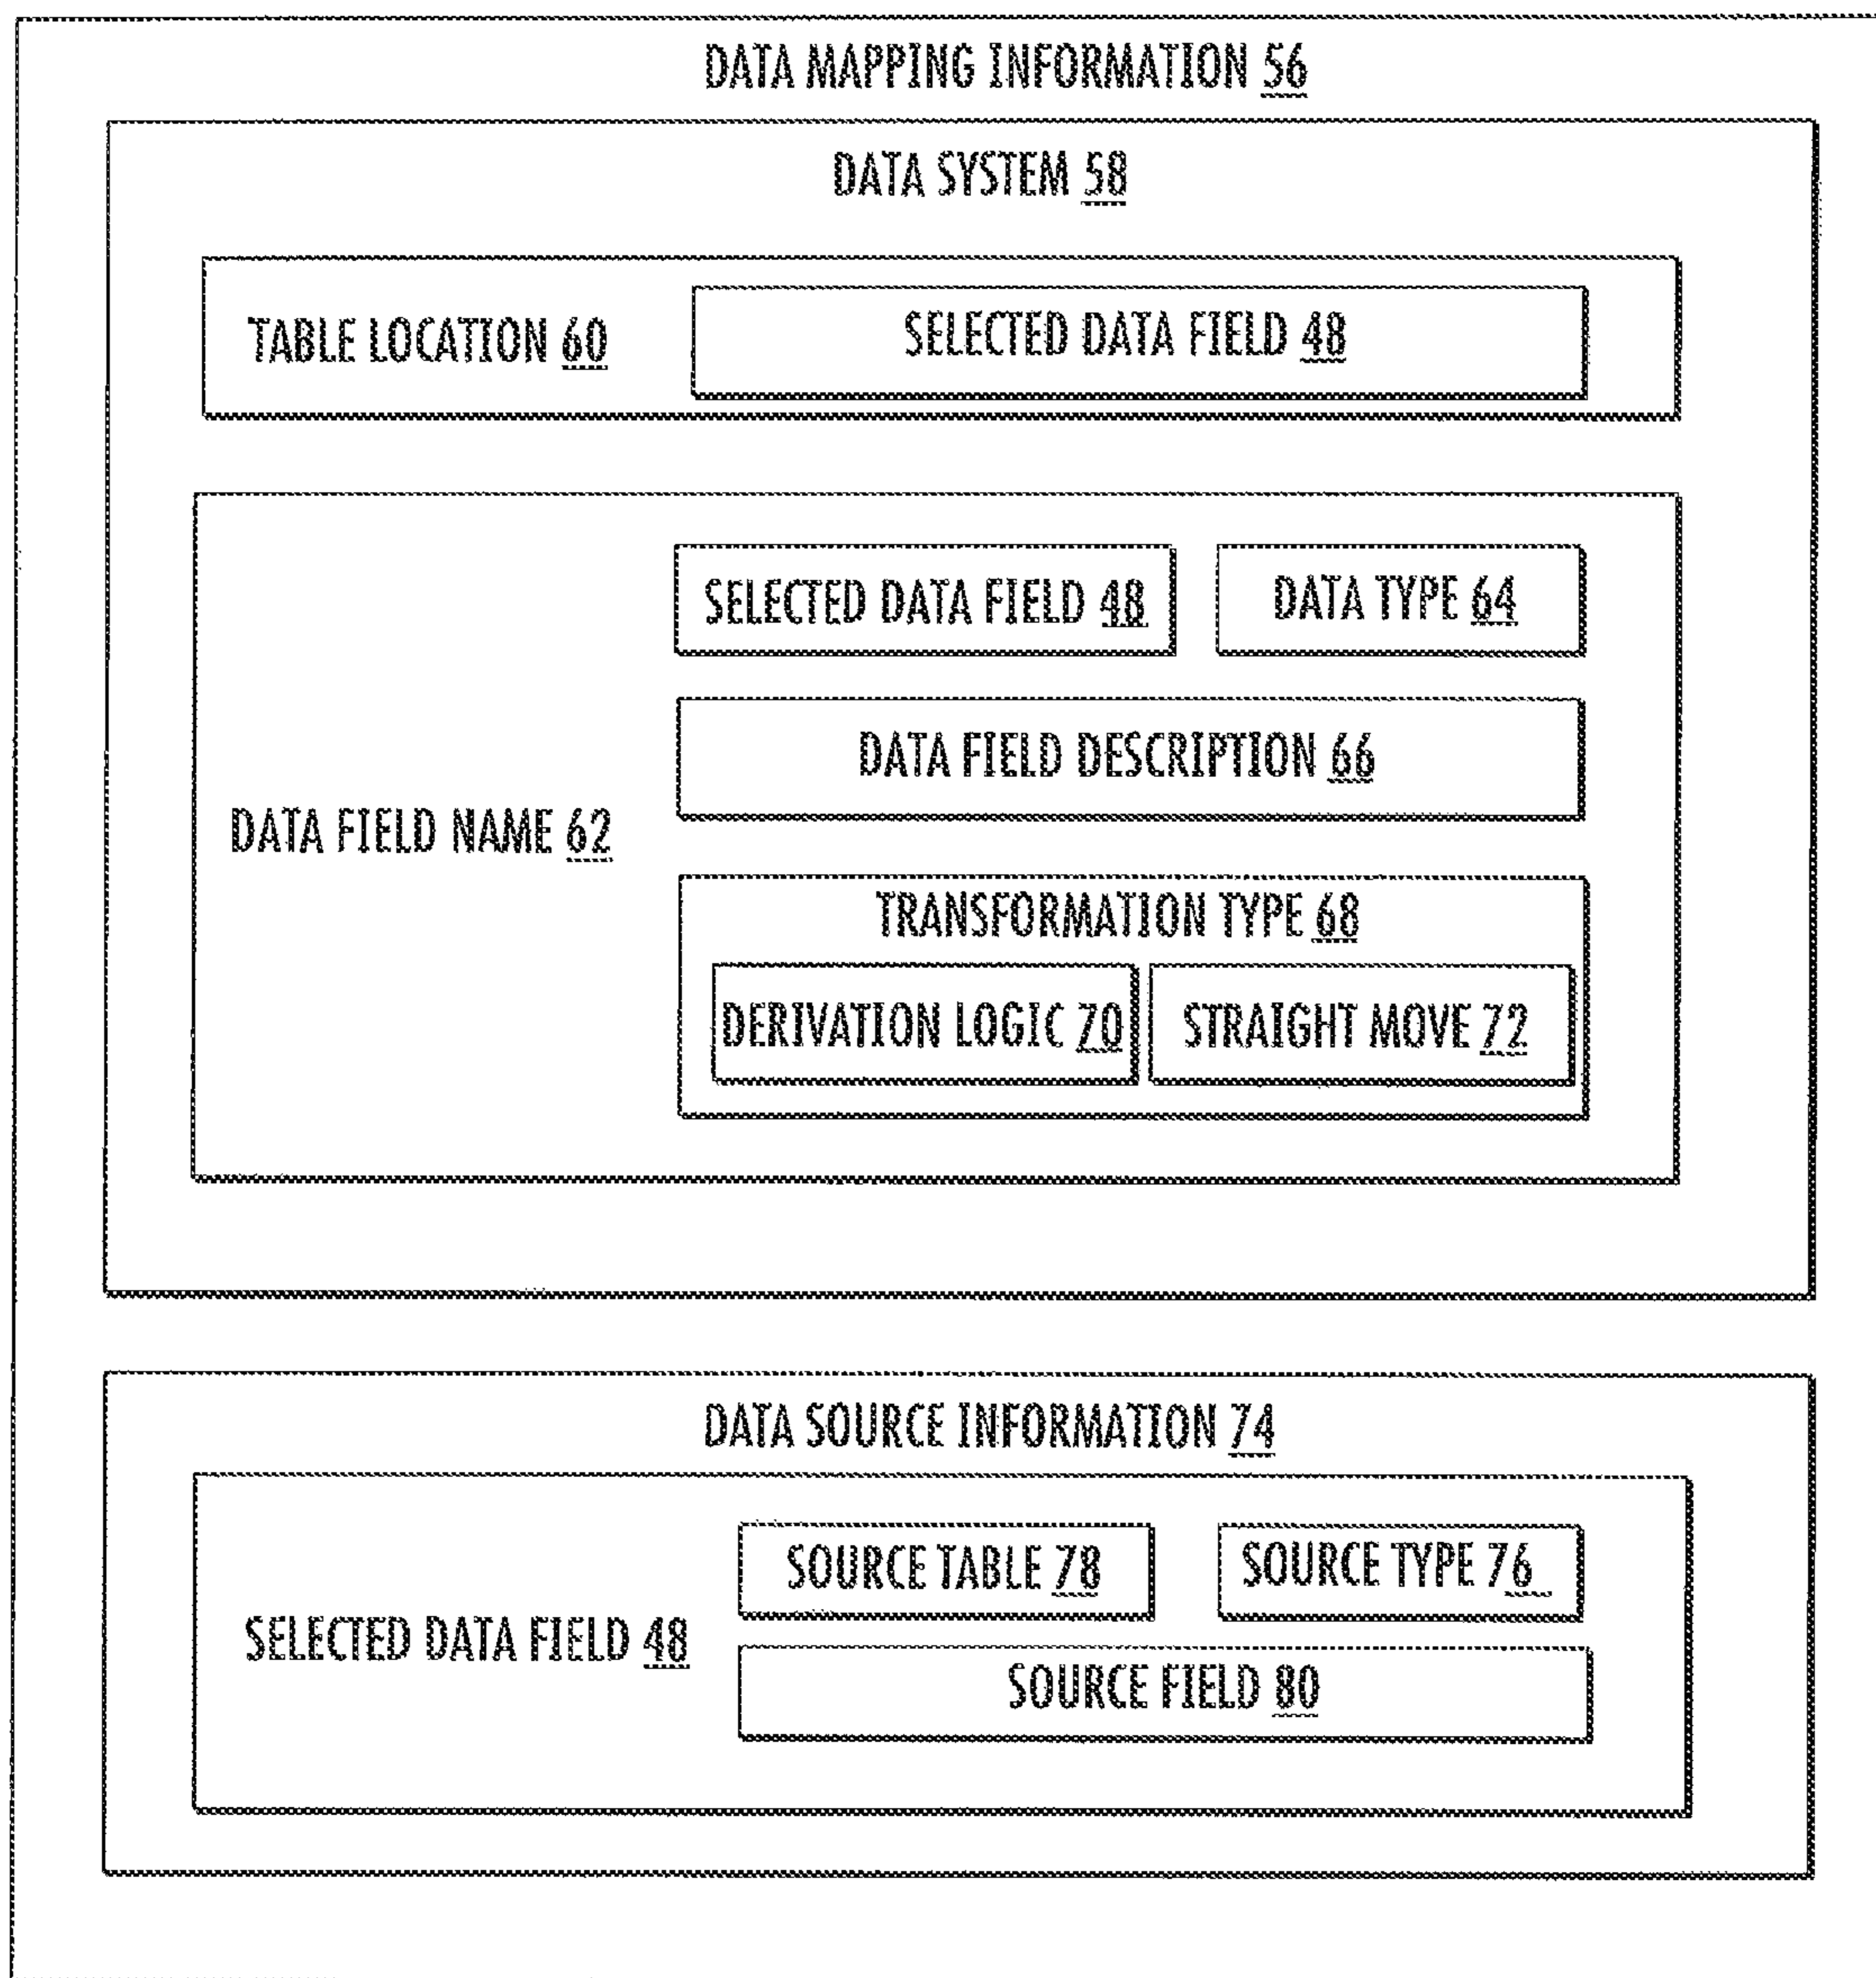 DATA MAPPING INFORMATION 56
DATA SYSTEM 58
TABLE LOCATION 60
SELECTED DATA FIELD 48
SELECTED DATA FIELD 48
DATA TYPE 64
DATA FIELD DESCRIPTION 66
DATA FIELD NAME 62
TRANSFORMATION TYPE 68
DERIVATION LOGIC 70
STRAIGHT MOVE 72
DATA SOURCE INFORMATION 74
SOURCE TABLE 78
SOURCE TYPE 76
SELECTED DATA FIELD 48
SOURCE FIELD 80